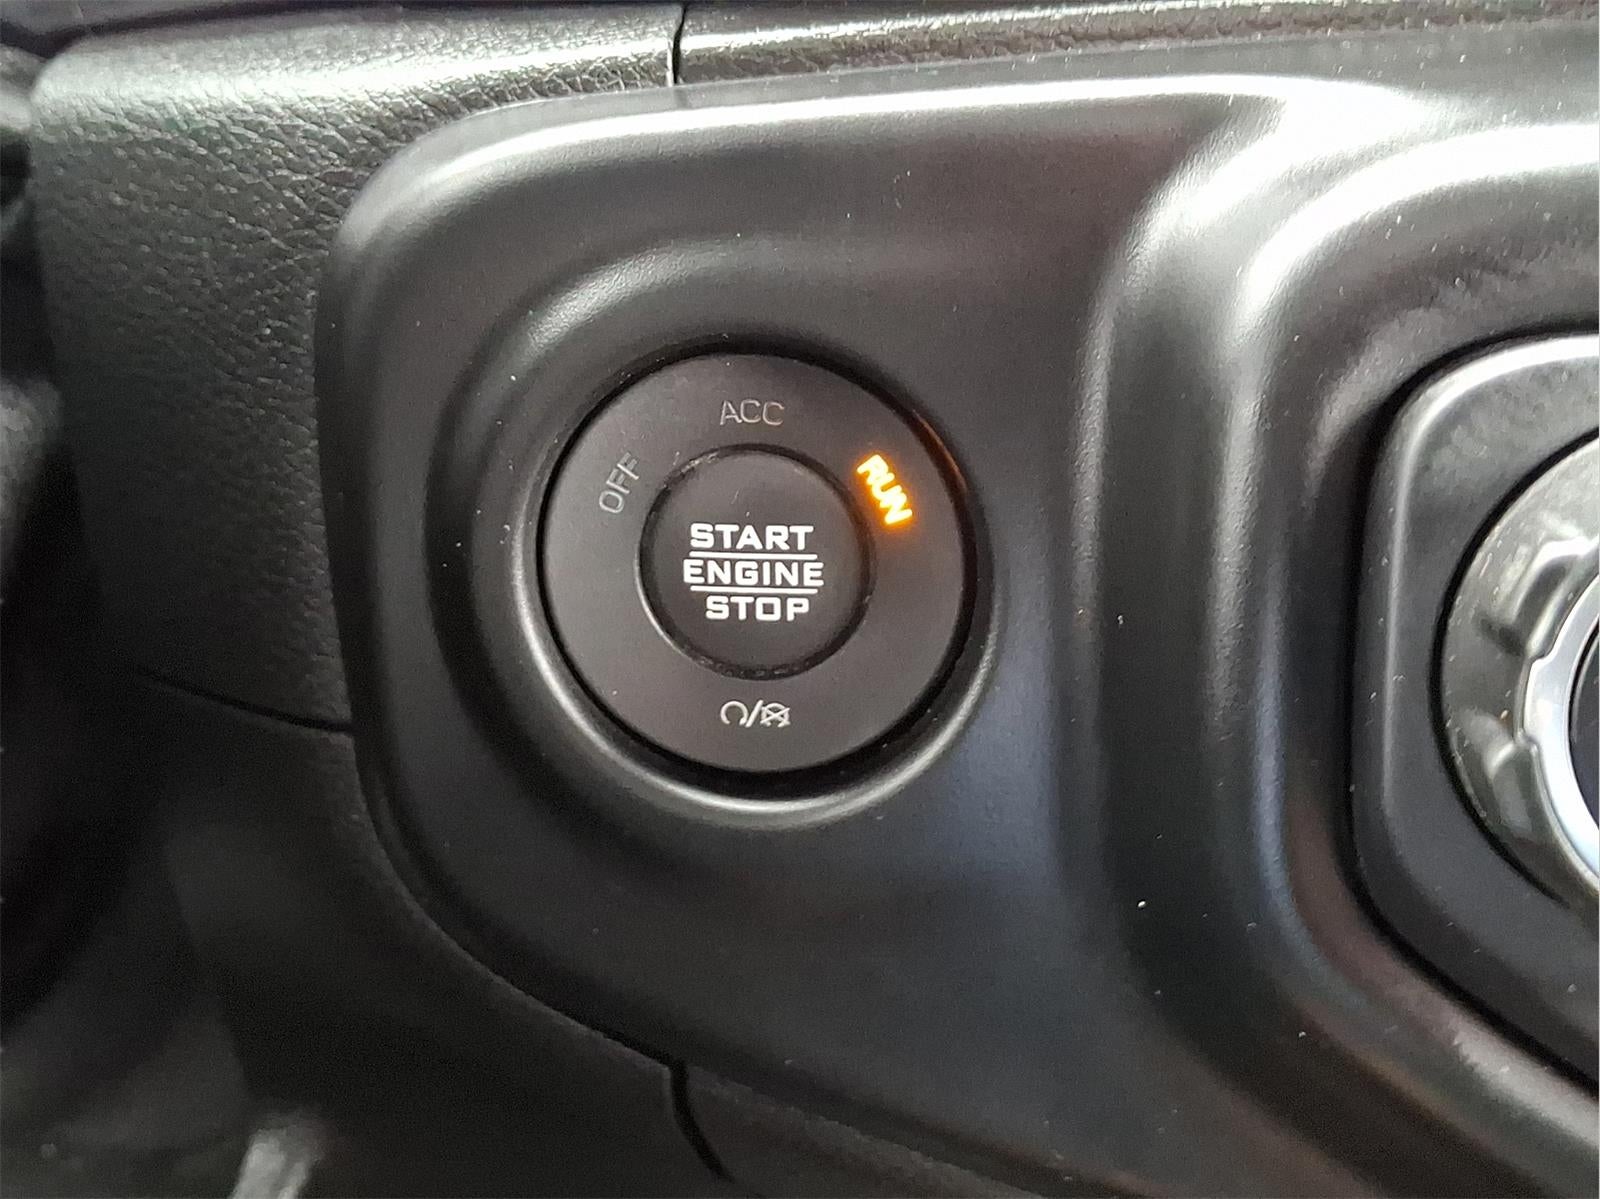 ACC
OFF
RUN
START
ENGINE
STOP